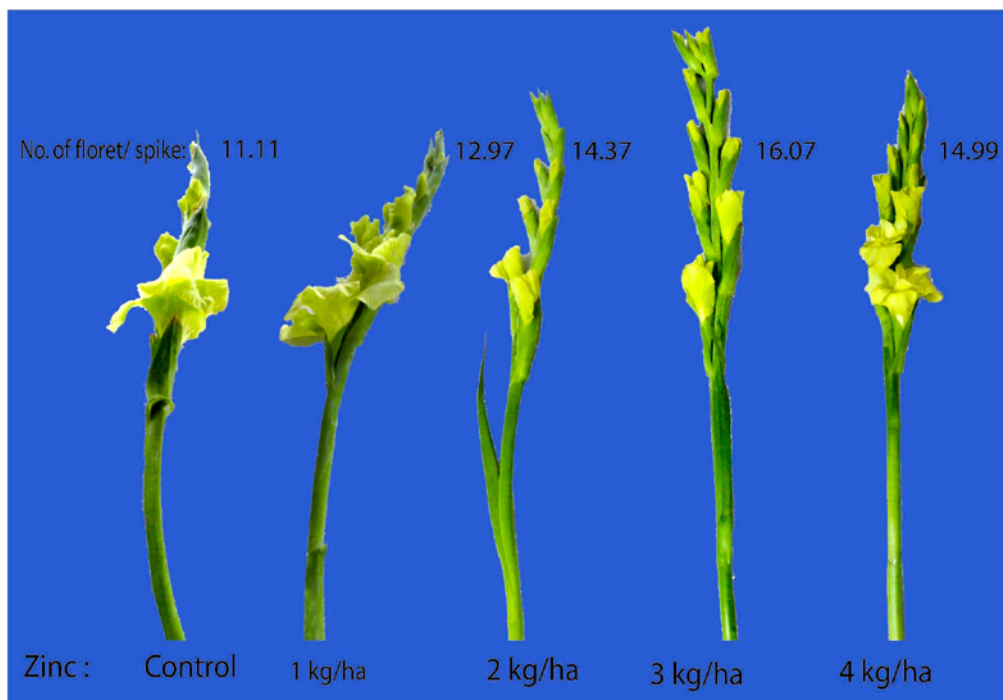 No. of floret/ spike: 11.11 12.97 14.37 16.07 14.99
Zinc : Control 1 kg/ha 2 kg/ha 3 kg/ha 4 kg/ha